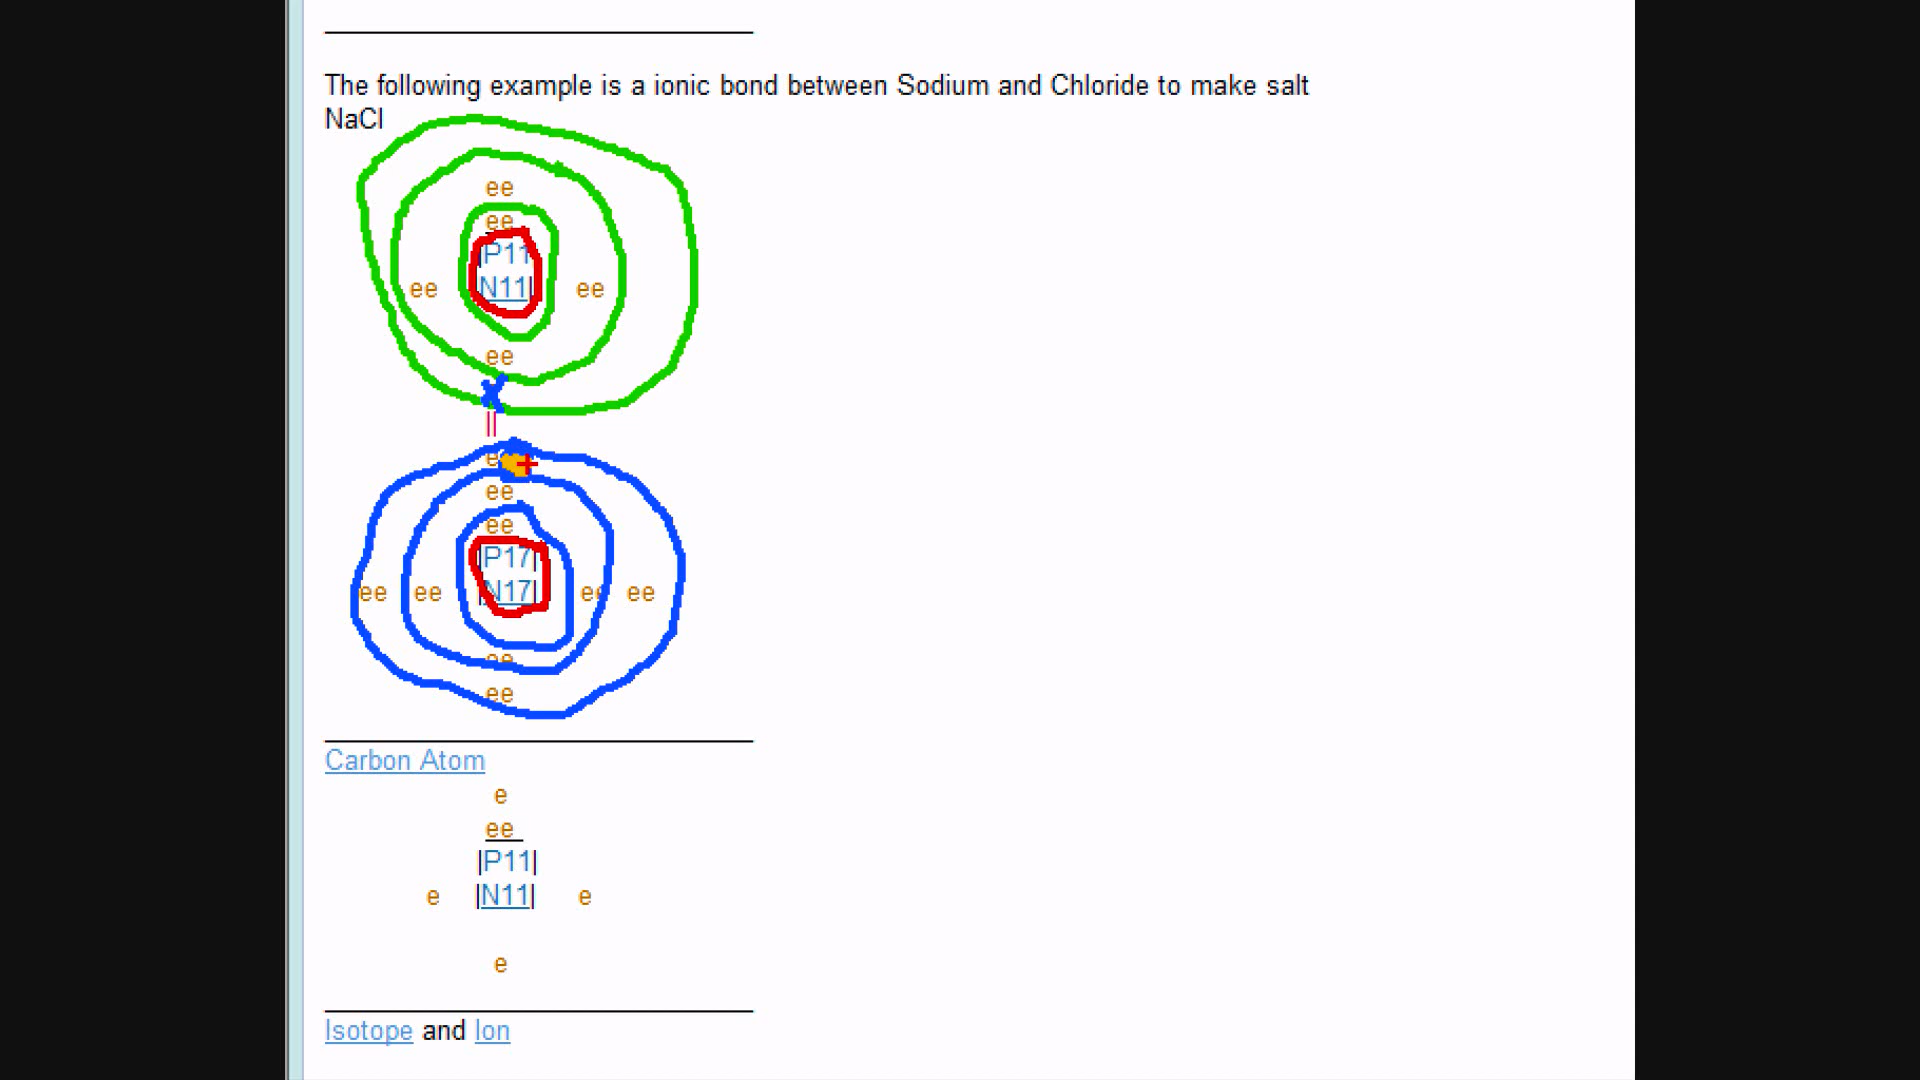 The following example is a ionic bond between Sodium and Chloride to make salt
NaCl
ee
ee
|P11
N11|
ee ee
ee
||
e
ee
ee
|P17|
|N17|
ee ee ee ee
ee
ee
Carbon Atom
e
ee
|P11|
|N11|
e e
e
Isotope and Ion